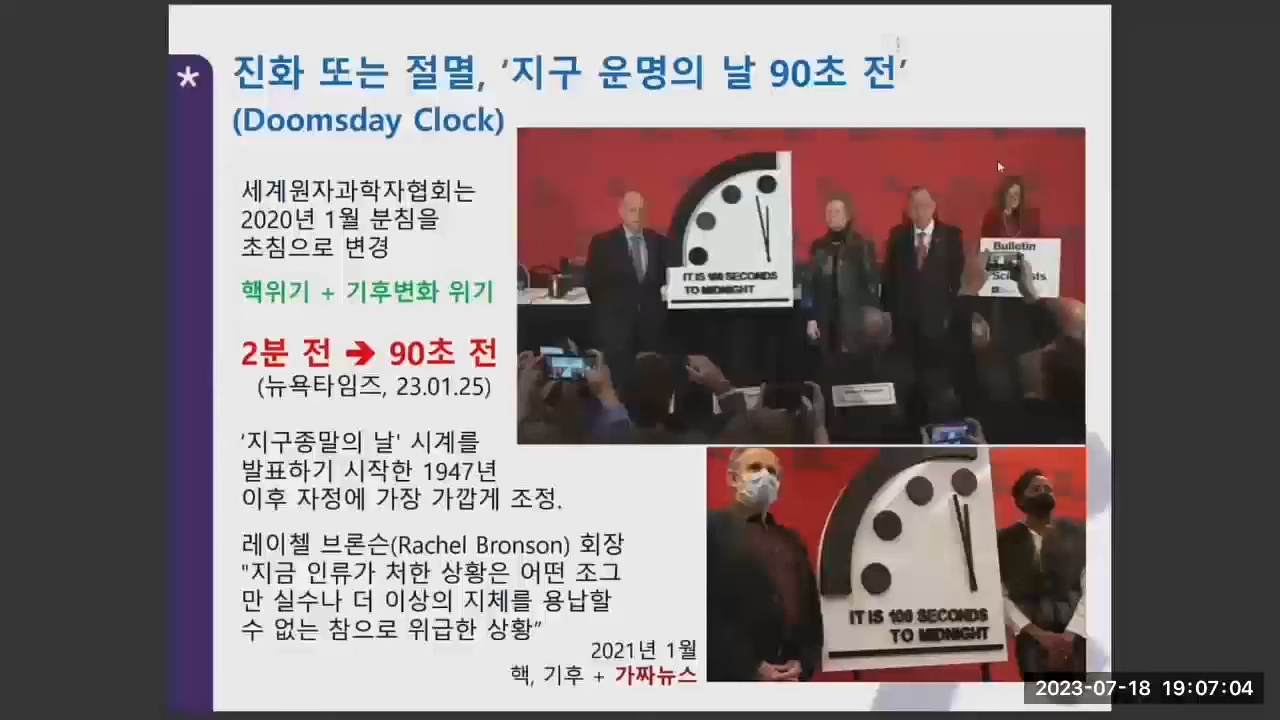 *
진화 또는 절멸, '지구 운명의 날 90초 전'
(Doomsday Clock)
세계원자과학자협회는
2020년 1월 분침을
초침으로 변경
핵위기 + 기후변화 위기
2분 전 ➔ 90초 전
(뉴욕타임즈, 23.01.25)
'지구종말의 날' 시계를
발표하기 시작한 1947년
이후 자정에 가장 가깝게 조정.
레이첼 브론슨(Rachel Bronson) 회장
"지금 인류가 처한 상황은 어떤 조그
만 실수나 더 이상의 지체를 용납할
수 없는 참으로 위급한 상황”
2021년 1월
핵, 기후 + 가짜뉴스
IT IS 100 SECONDS
TO MIDNIGHT
Bulletin
IT IS 100 SECONDS
TO MIDNIGHT
2023-07-18 19:07:04